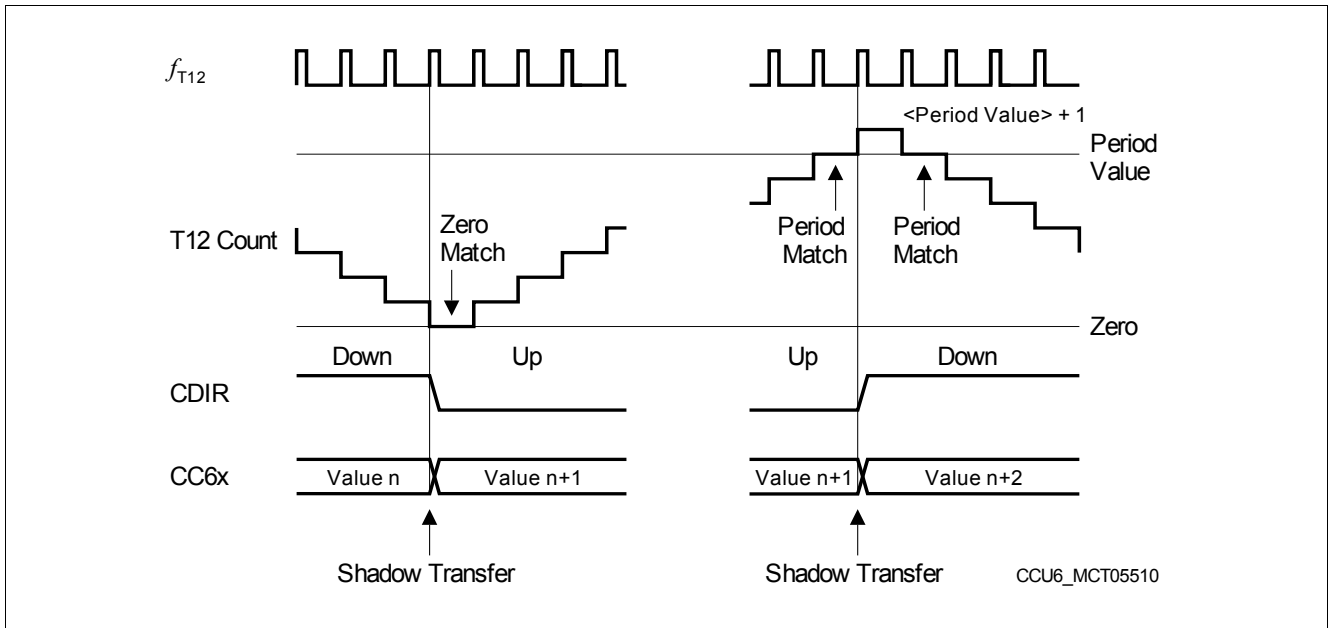 fT12
<Period Value> + 1
Period
Value
Zero
Match
Period
Match
Period
Match
T12 Count
Zero
Down
Up
Up
Down
CDIR
CC6x
Value n
Value n+1
Value n+1
Value n+2
Shadow Transfer
Shadow Transfer
CCU6_MCT05510